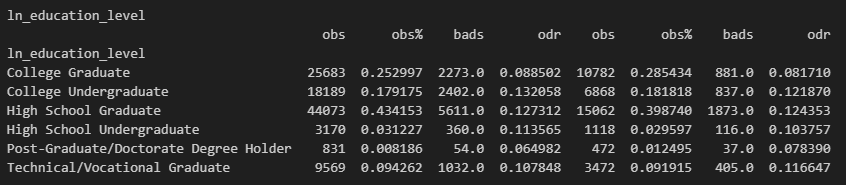 ln_education_level
obs obs% bads odr obs obs% bads odr
ln_education_level
College Graduate 25683 0.252997 2273.0 0.088502 10782 0.285434 881.0 0.081710
College Undergraduate 18189 0.179175 2402.0 0.132058 6868 0.181818 837.0 0.121870
High School Graduate 44073 0.434153 5611.0 0.127312 15062 0.398740 1873.0 0.124353
High School Undergraduate 3170 0.031227 360.0 0.113565 1118 0.029597 116.0 0.103757
Post-Graduate/Doctorate Degree Holder 831 0.008186 54.0 0.064982 472 0.012495 37.0 0.078390
Technical/Vocational Graduate 9569 0.094262 1032.0 0.107848 3472 0.091915 405.0 0.116647